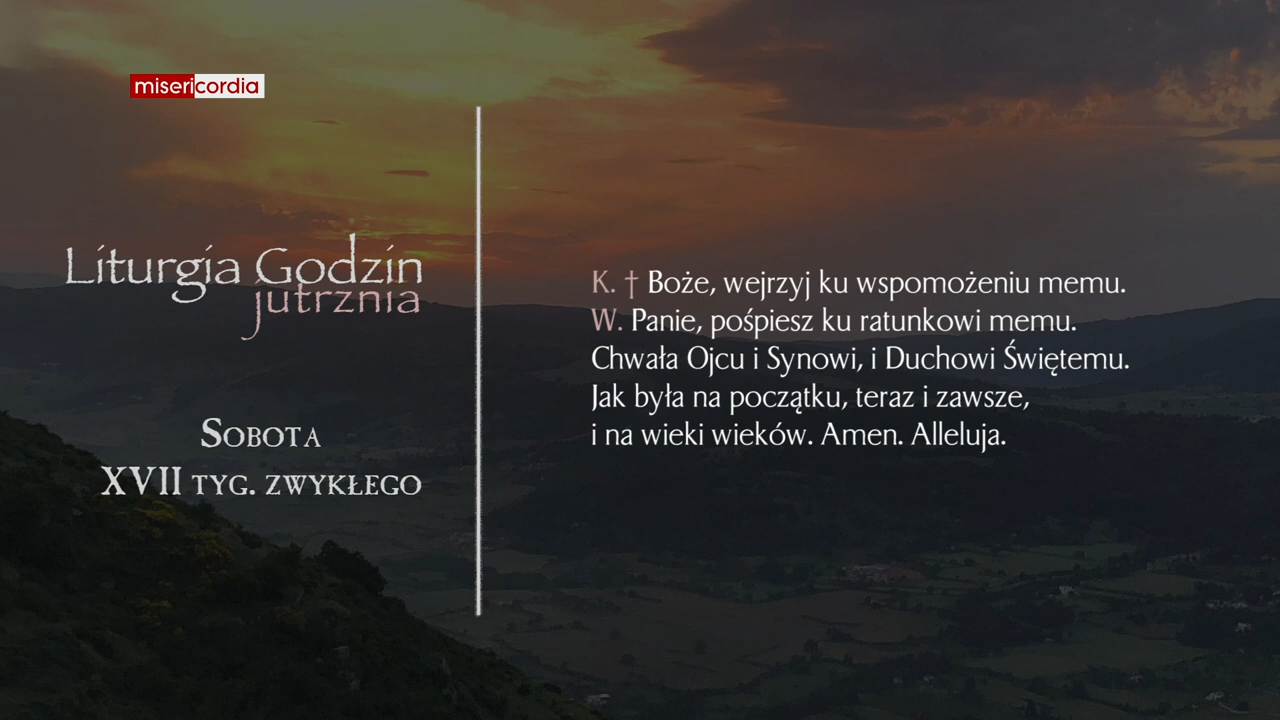 misericordia
Liturgia Godzin
jutrznia
Sobota
XVII tyg. zwykłego
K. † Boże, wejrzyj ku wspomożeniu memu.
W. Panie, pośpiesz ku ratunkowi memu.
Chwała Ojcu i Synowi, i Duchowi Świętemu.
Jak była na początku, teraz i zawsze,
i na wieki wieków. Amen. Alleluja.